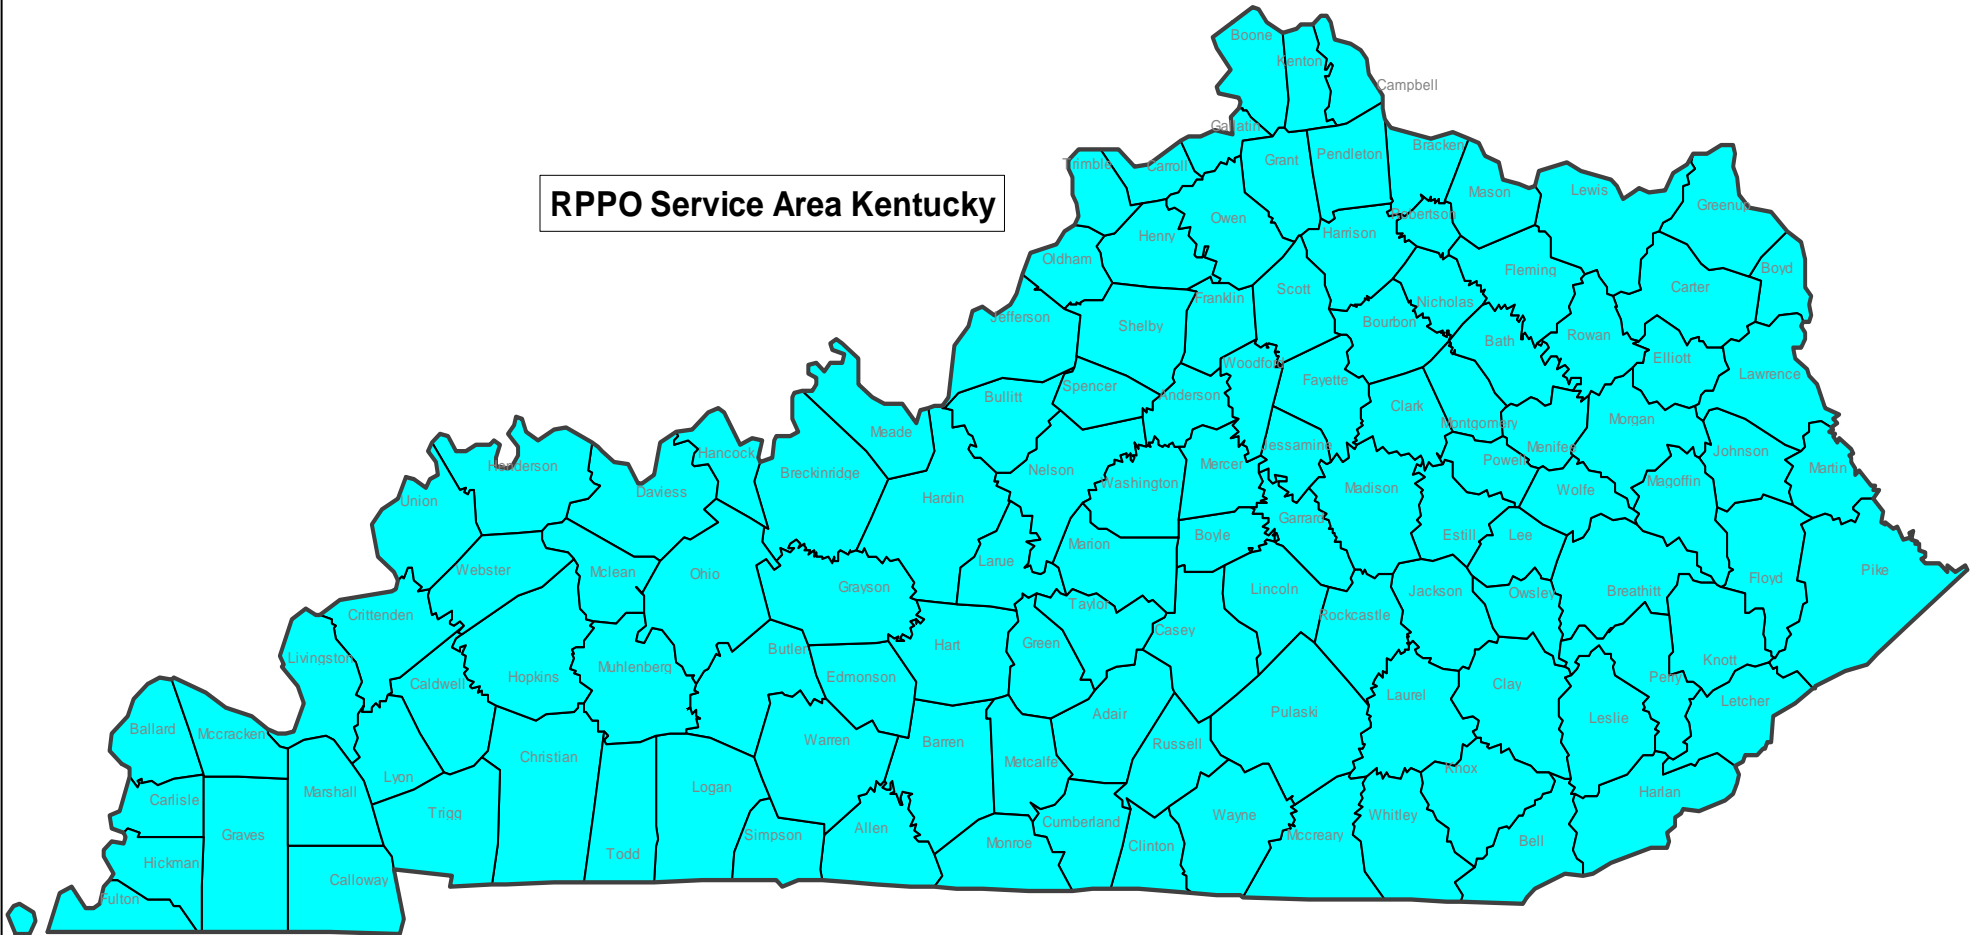 Boone
Kenton
Campbell
Gallatin
Bracken
Trimble
Carroll
Grant
Pendleton
Mason
Lewis
RPPO Service Area Kentucky
Greenup
Owen
Robertson
Henry
Harrison
Oldham
Fleming
Boyd
Franklin
Scott
Nicholas
Carter
Jefferson
Shelby
Bourbon
Bath
Rowan
Elliott
Woodford
Lawrence
Spencer
Fayette
Bullitt
Anderson
Clark
Montgomery
Morgan
Meade
Jessamine
Menifee
Hancock
Johnson
Henderson
Breckinridge
Nelson
Mercer
Powell
Martin
Daviess
Washington
Madison
Wolfe
Magoffin
Union
Hardin
Garrard
Marion
Boyle
Estill
Lee
Webster
Mclean
Ohio
Larue
Grayson
Floyd
Pike
Crittenden
Taylor
Lincoln
Rockcastle
Jackson
Owsley
Breathitt
Livingston
Casey
Green
Hart
Butler
Muhlenberg
Hopkins
Caldwell
Edmonson
Knott
Perry
Clay
Laurel
Letcher
Ballard
Mccracken
Adair
Pulaski
Leslie
Warren
Barren
Russell
Christian
Metcalfe
Knox
Lyon
Marshall
Logan
Harlan
Carlisle
Graves
Trigg
Simpson
Allen
Cumberland
Wayne
Mccreary
Whitley
Bell
Hickman
Todd
Monroe
Clinton
Calloway
Fulton